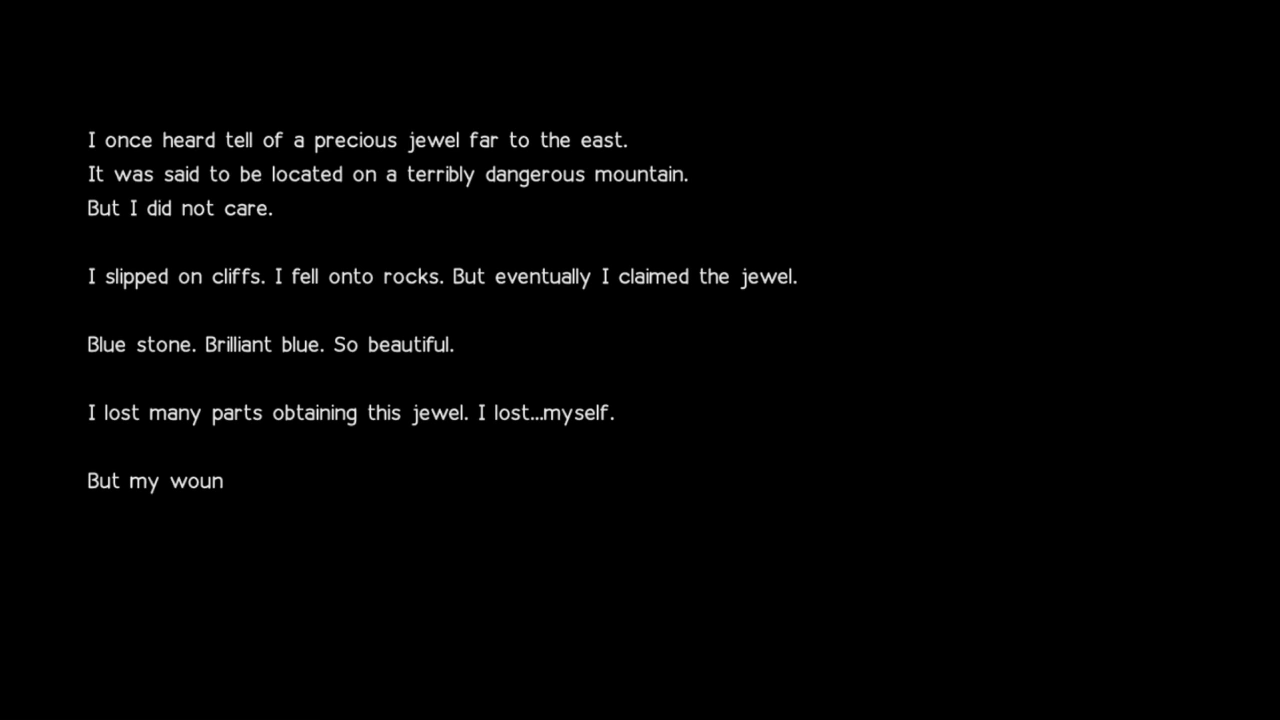 I once heard tell of a precious jewel far to the east.
It was said to be located on a terribly dangerous mountain.
But I did not care.
I slipped on cliffs. I fell onto rocks. But eventually I claimed the jewel.
Blue stone. Brilliant blue. So beautiful.
I lost many parts obtaining this jewel. I lost...myself.
But my woun